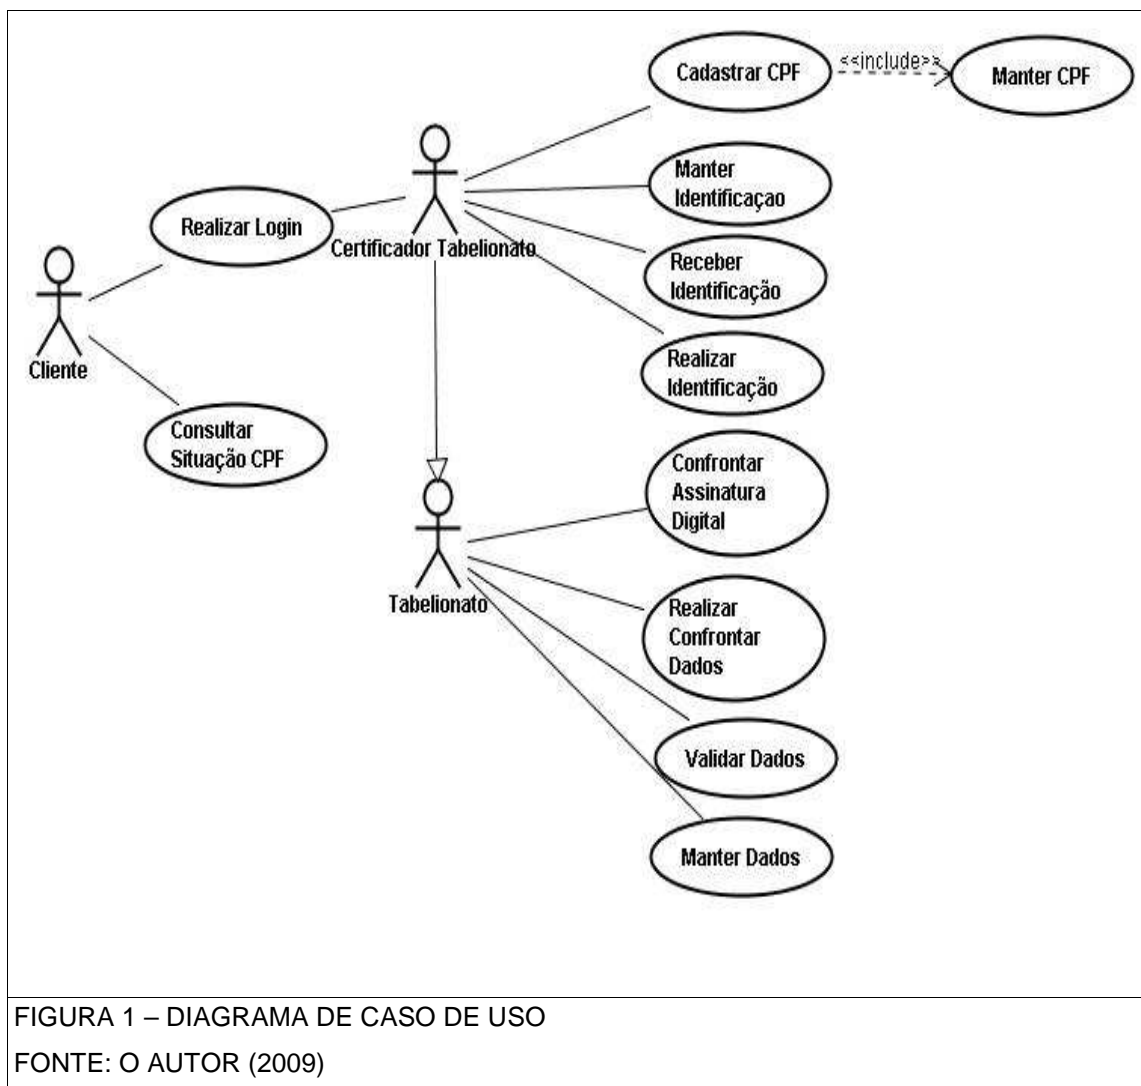 Cadastrar CPF
<<include>>
Manter CPF
Manter
Identificaçao
Realizar Login
Certificador Tabelionato
Receber
Identificação
Cliente
Realizar
Identificação
Consultar
Situação CPF
Confrontar
Assinatura
Digital
Tabelionato
Realizar
Confrontar
Dados
Validar Dados
Manter Dados
FIGURA 1 – DIAGRAMA DE CASO DE USO
FONTE: O AUTOR (2009)